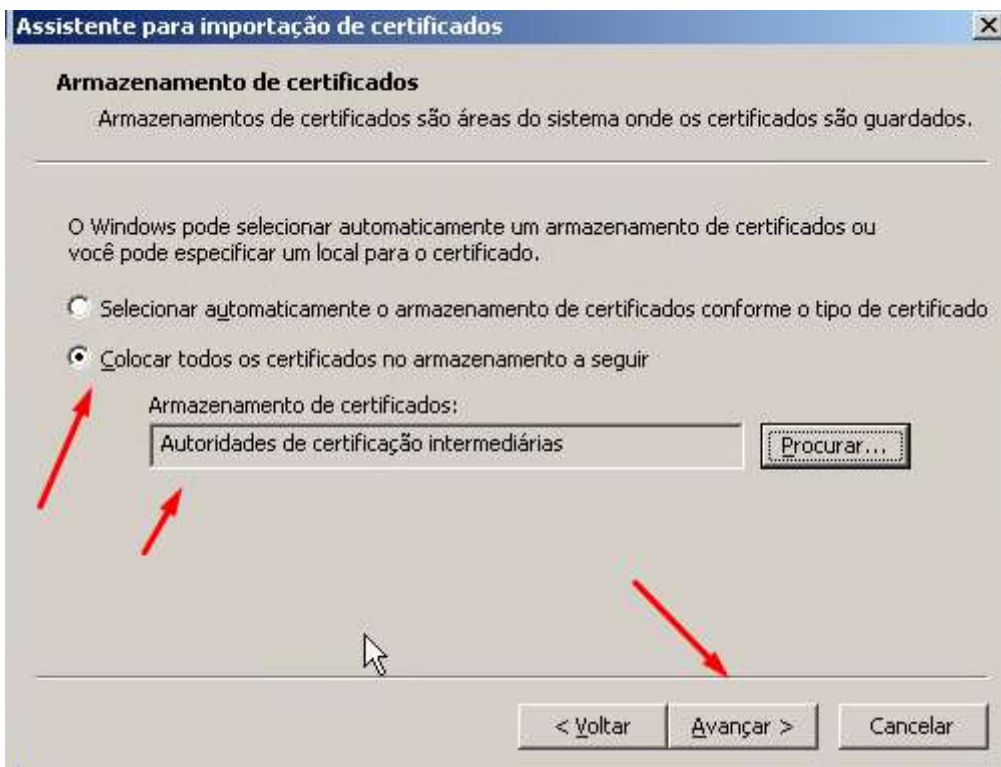 Assistente para importação de certificados
Armazenamento de certificados
Armazenamentos de certificados são áreas do sistema onde os certificados são guardados.
O Windows pode selecionar automaticamente um armazenamento de certificados ou
você pode especificar um local para o certificado.
Selecionar automaticamente o armazenamento de certificados conforme o tipo de certificado
Colocar todos os certificados no armazenamento a seguir
Armazenamento de certificados:
Autoridades de certificação intermediárias
Procurar...
< Voltar
Avançar >
Cancelar